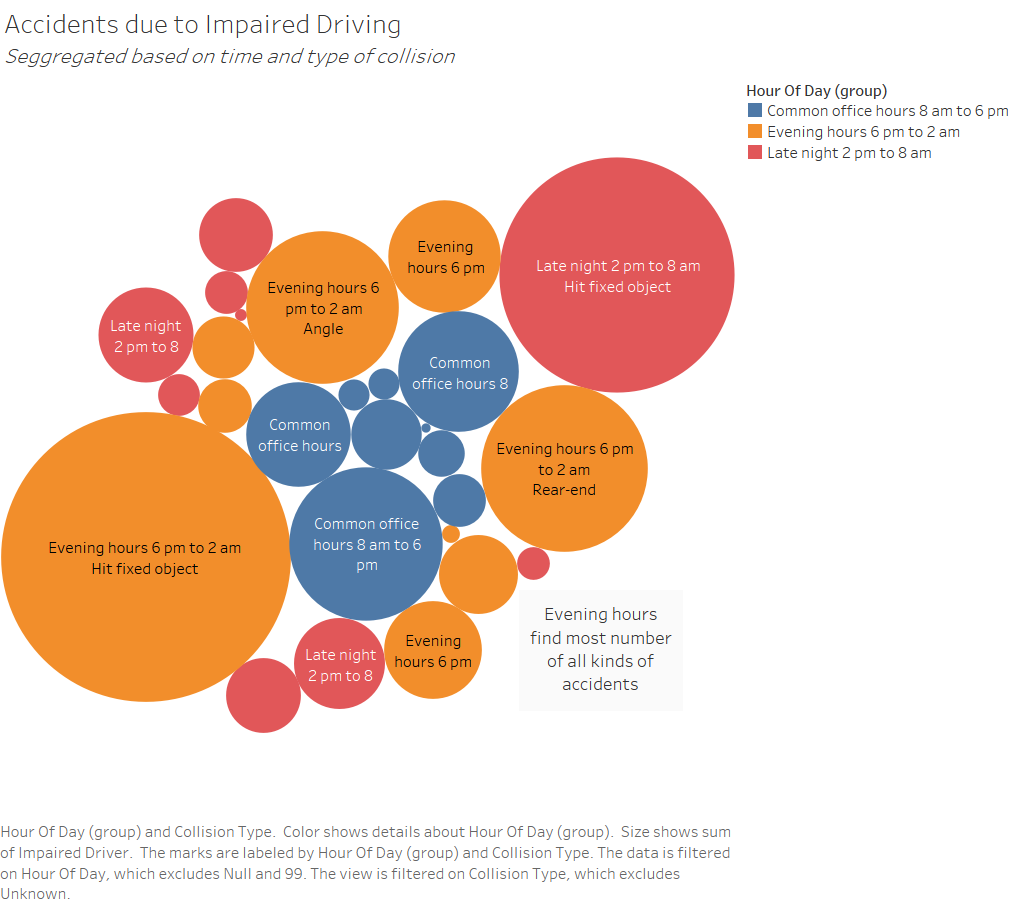 Accidents due to Impaired Driving
Seggregated based on time and type of collision
Hour Of Day (group)
Common office hours 8 am to 6 pm
Evening hours 6 pm to 2 am
Late night 2 pm to 8 am
Evening
hours 6 pm
Late night 2 pm to 8 am
Hit fixed object
Evening hours 6
pm to 2 am
Angle
Late night
2 pm to 8
Common
office hours 8
Common
office hours
Evening hours 6 pm
to 2 am
Rear-end
Common office
hours 8 am to 6
pm
Evening hours 6 pm to 2 am
Hit fixed object
Evening
hours 6 pm
Late night
2 pm to 8
Evening hours
find most number
of all kinds of
accidents
Hour Of Day (group) and Collision Type.  Color shows details about Hour Of Day (group).  Size shows sum
of Impaired Driver.  The marks are labeled by Hour Of Day (group) and Collision Type. The data is filtered
on Hour Of Day, which excludes Null and 99. The view is filtered on Collision Type, which excludes
Unknown.